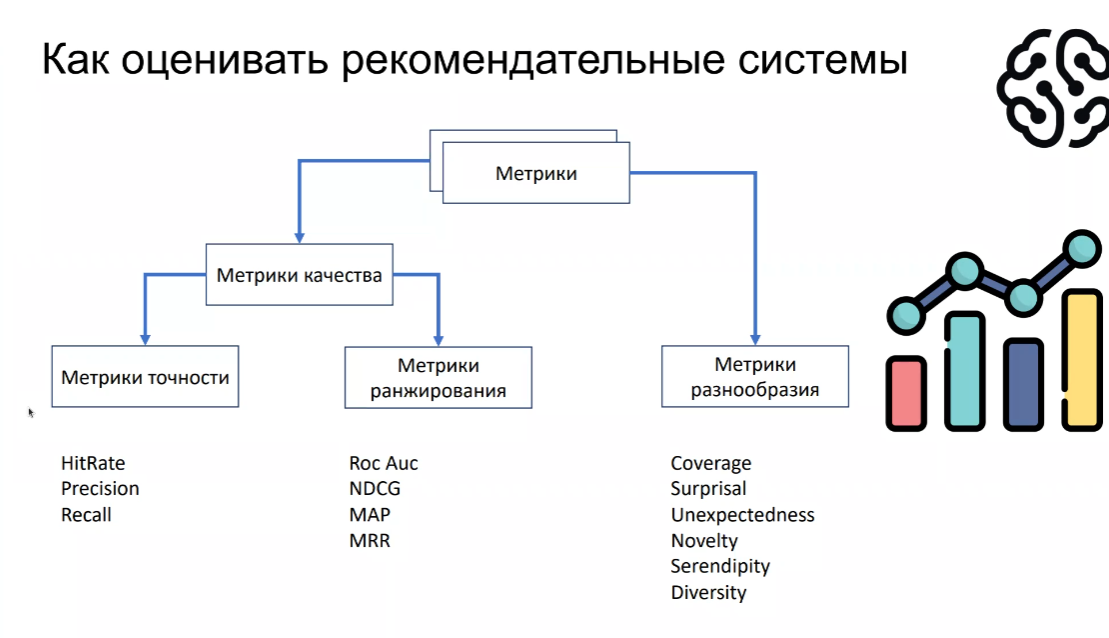 Как оценивать рекомендательные системы
Метрики
Метрики качества
Метрики точности
Метрики
ранжирования
Метрики
разнообразия
HitRate
Precision
Recall
Roc Auc
NDCG
MAP
MRR
Coverage
Surprisal
Unexpectedness
Novelty
Serendipity
Diversity